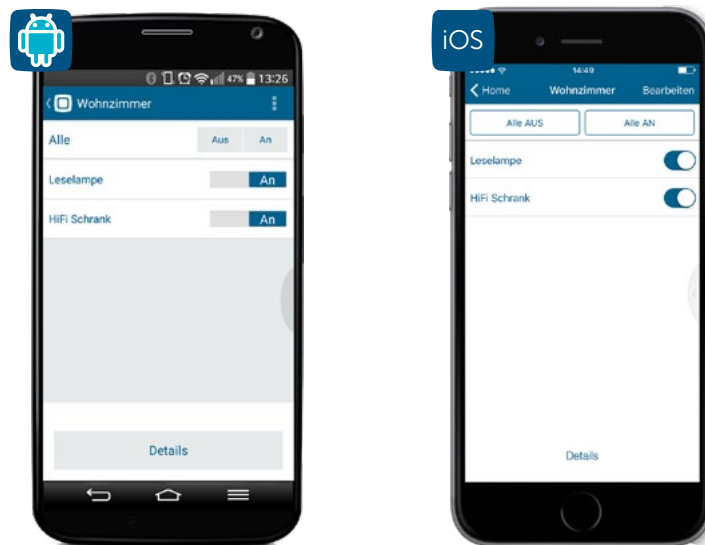 47% 13:26
Wohnzimmer
Alle Aus An
Leselampe An
HiFi Schrank An
Details
iOS
14:49
Home Wohnzimmer Bearbeiten
Alle AUS Alle AN
Leselampe
HiFi Schrank
Details